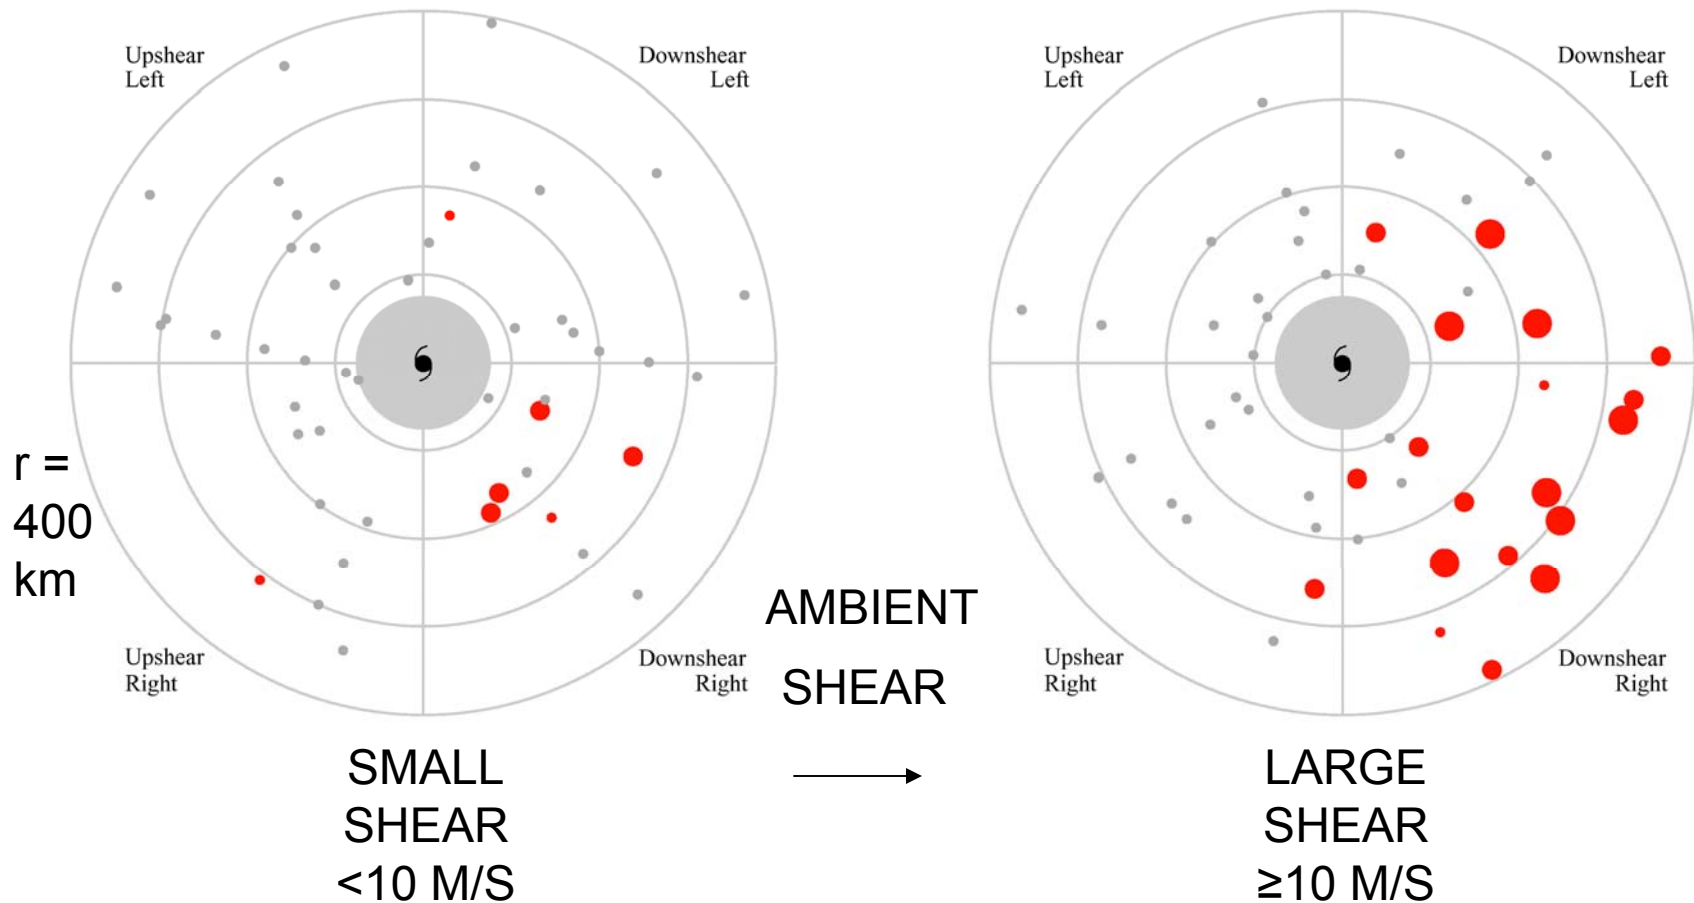 Upshear
Left
Downshear
Left
Upshear
Left
Downshear
Left
r =
400
km
Upshear
Right
Downshear
Right
AMBIENT
SHEAR
Upshear
Right
Downshear
Right
SMALL
SHEAR
<10 M/S
LARGE
SHEAR
≥10 M/S